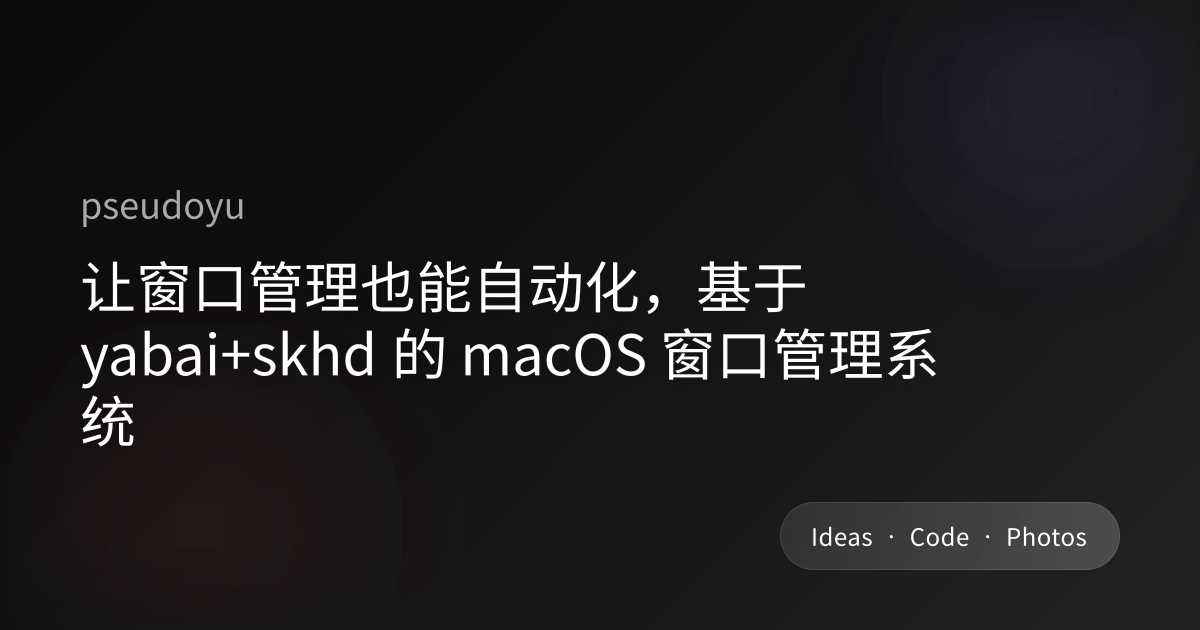 pseudoyu
让窗口管理也能自动化，基于
yabai+skhd 的 macOS 窗口管理系
统
Ideas · Code · Photos